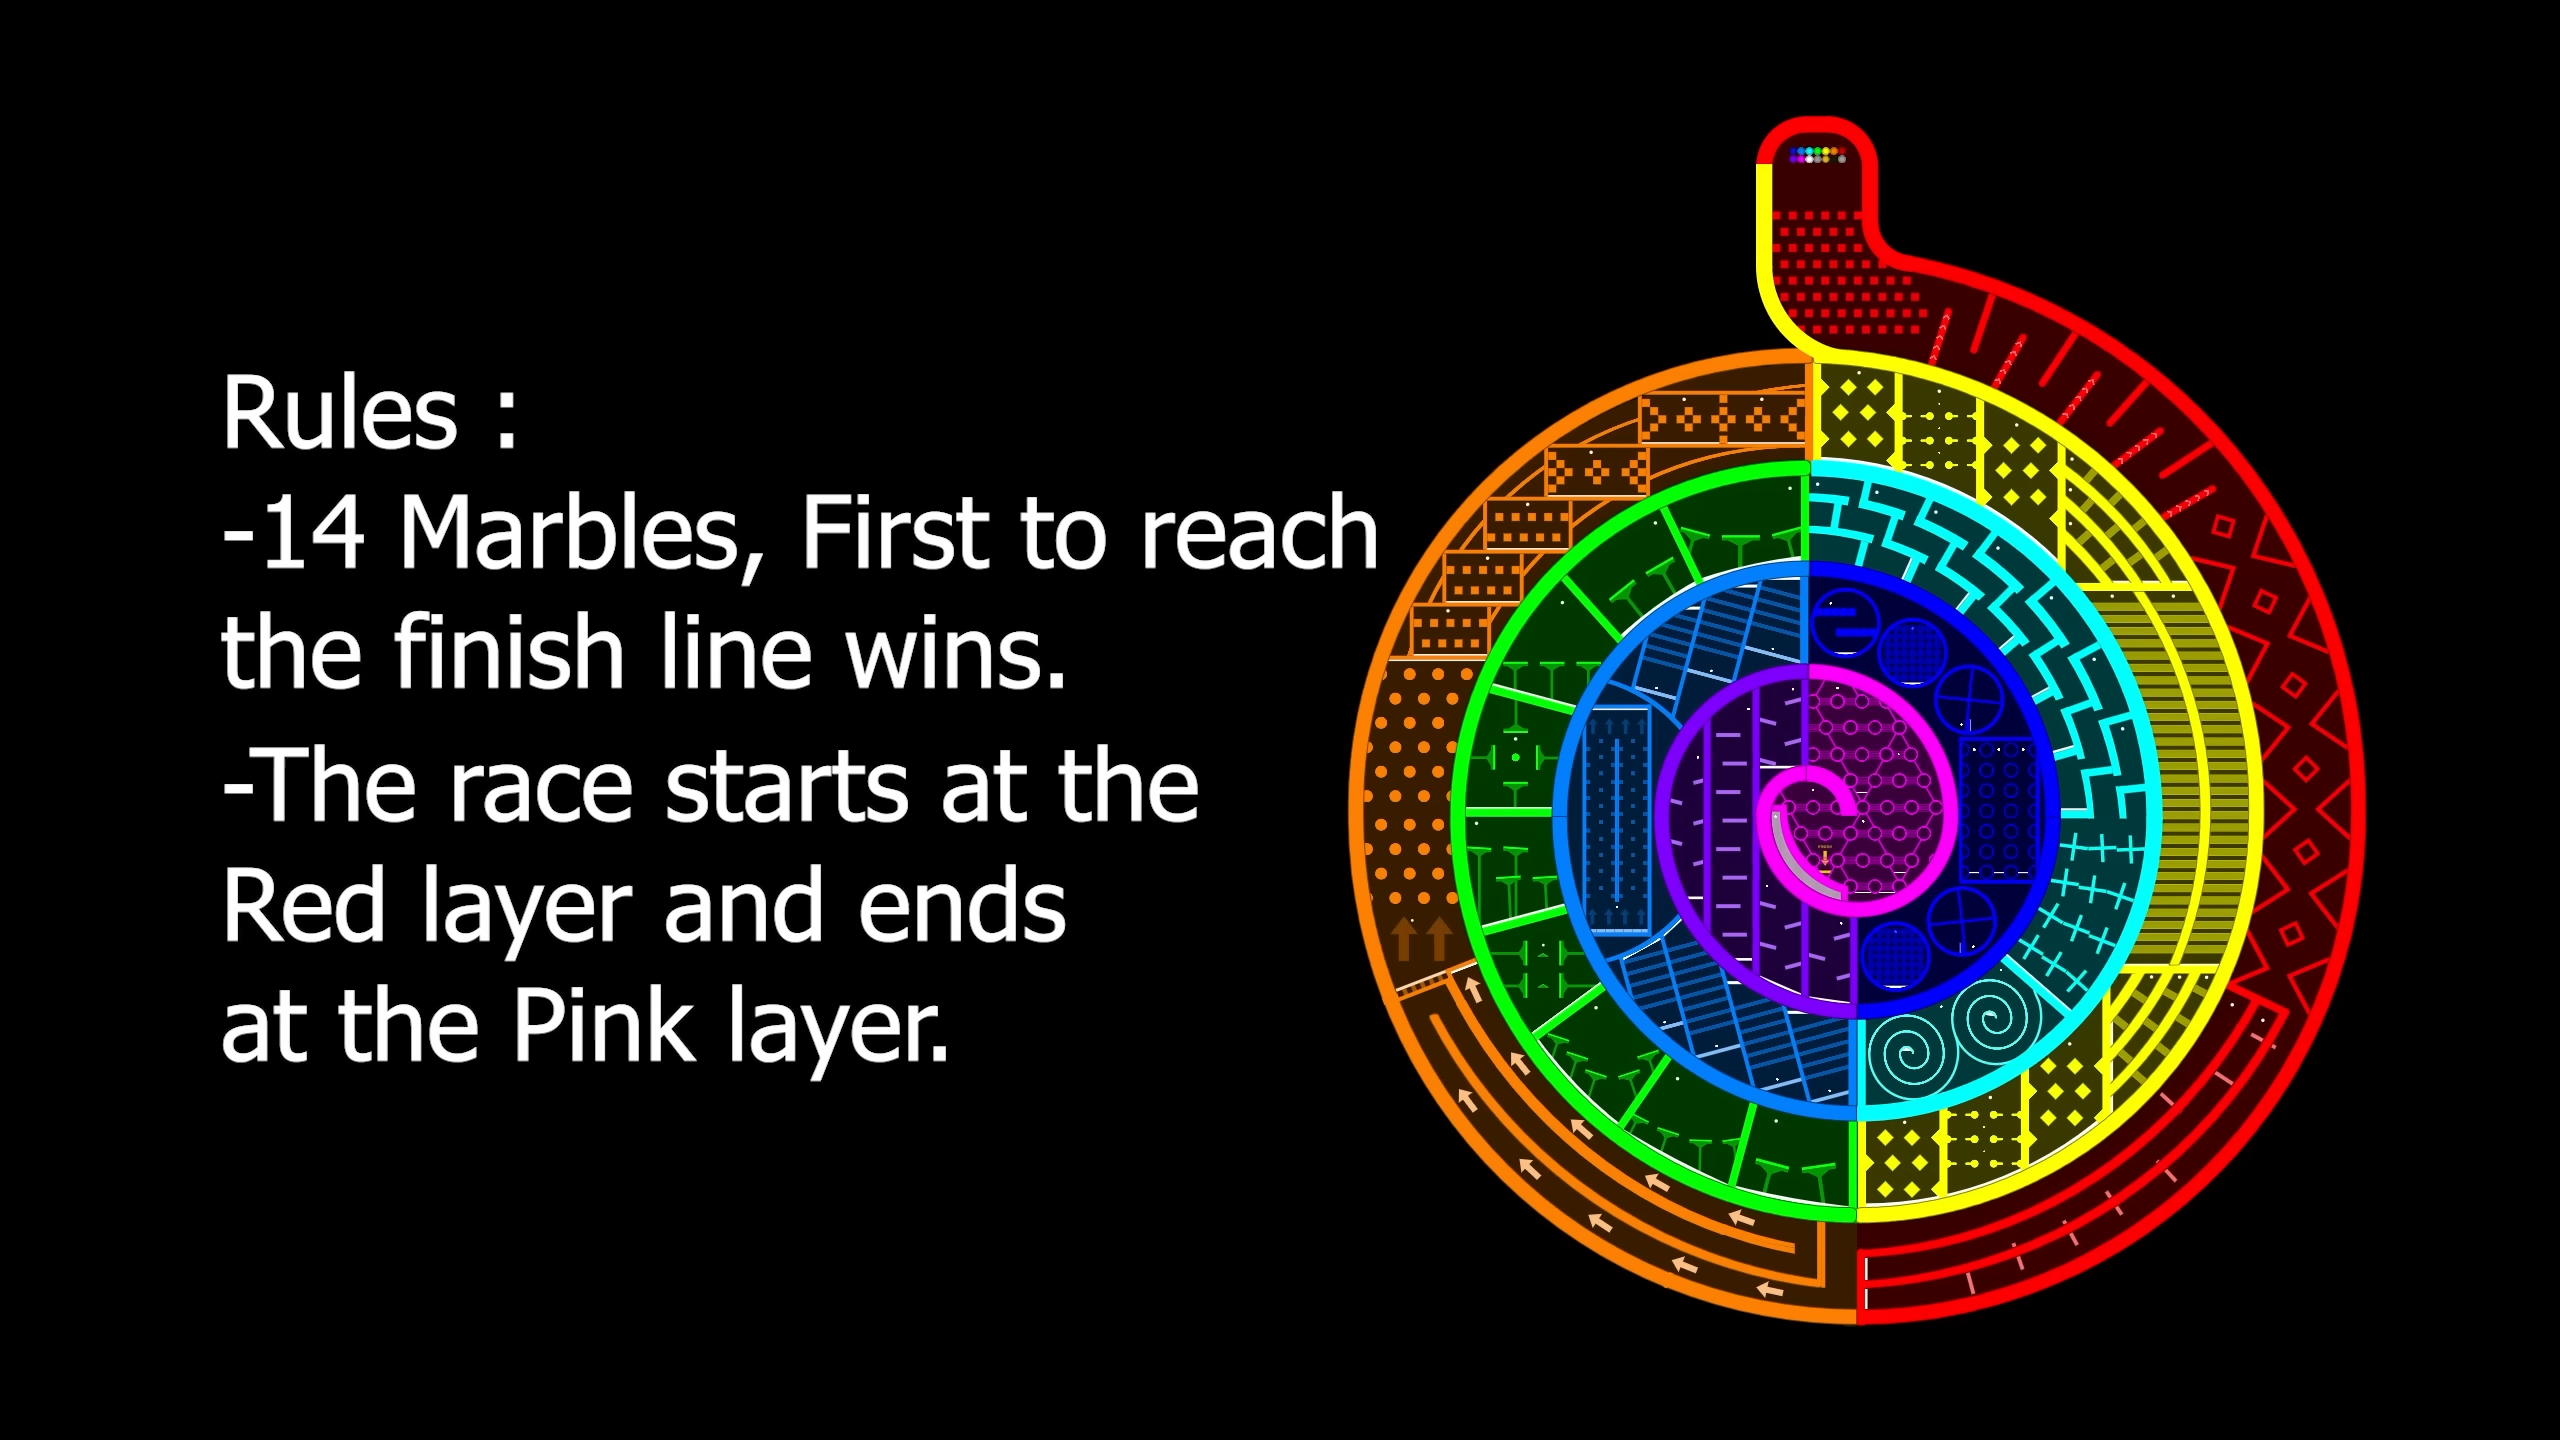 Rules :
-14 Marbles, First to reach
the finish line wins.
-The race starts at the
Red layer and ends
at the Pink layer.